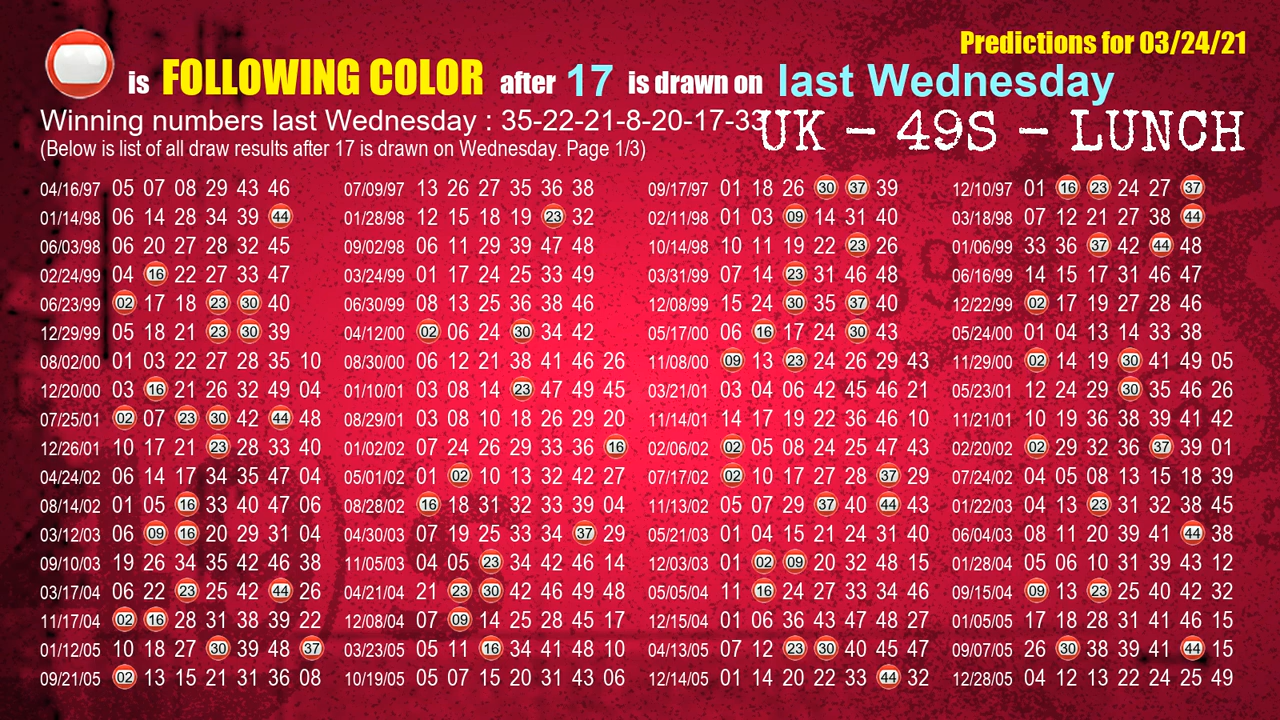 Predictions for 03/24/21
is FOLLOWING COLOR after 17 is drawn on last Wednesday
Winning numbers last Wednesday : 35-22-21-8-20-17-33
UK - 49S - LUNCH
(Below is list of all draw results after 17 is drawn on Wednesday. Page 1/3)
04/16/97 05 07 08 29 43 46 07/09/97 13 26 27 35 36 38 09/17/97 01 18 26 30 37 39 12/10/97 01 16 23 24 27 37
01/14/98 06 14 28 34 39 44 01/28/98 12 15 18 19 23 32 02/11/98 01 03 09 14 31 40 03/18/98 07 12 21 27 38 44
06/03/98 06 20 27 28 32 45 09/02/98 06 11 29 39 47 48 10/14/98 10 11 19 22 23 26 01/06/99 33 36 37 42 44 48
02/24/99 04 16 22 27 33 47 03/24/99 01 17 24 25 33 49 03/31/99 07 14 23 31 46 48 06/16/99 14 15 17 31 46 47
06/23/99 02 17 18 23 30 40 06/30/99 08 13 25 36 38 46 12/08/99 15 24 30 35 37 40 12/22/99 02 17 19 27 28 46
12/29/99 05 18 21 23 30 39 04/12/00 02 06 24 30 34 42 05/17/00 06 16 17 24 30 43 05/24/00 01 04 13 14 33 38
08/02/00 01 03 22 27 28 35 10 08/30/00 06 12 21 38 41 46 26 11/08/00 09 13 23 24 26 29 43 11/29/00 02 14 19 30 41 49 05
12/20/00 03 16 21 26 32 49 04 01/10/01 03 08 14 23 47 49 45 03/21/01 03 04 06 42 45 46 21 05/23/01 12 24 29 30 35 46 26
07/25/01 02 07 23 30 42 44 48 08/29/01 03 08 10 18 26 29 20 11/14/01 14 17 19 22 36 46 10 11/21/01 10 19 36 38 39 41 42
12/26/01 10 17 21 23 28 33 40 01/02/02 07 24 26 29 33 36 16 02/06/02 02 05 08 24 25 47 43 02/20/02 02 29 32 36 37 39 01
04/24/02 06 14 17 34 35 47 04 05/01/02 01 02 10 13 32 42 27 07/17/02 02 10 17 27 28 37 29 07/24/02 04 05 08 13 15 18 39
08/14/02 01 05 16 33 40 47 06 08/28/02 16 18 31 32 33 39 04 11/13/02 05 07 29 37 40 44 43 01/22/03 04 13 23 31 32 38 45
03/12/03 06 09 16 20 29 31 04 04/30/03 07 19 25 33 34 37 29 05/21/03 01 04 15 21 24 31 40 06/04/03 08 11 20 39 41 44 38
09/10/03 19 26 34 35 42 46 38 11/05/03 04 05 23 34 42 46 14 12/03/03 01 02 09 20 32 48 15 01/28/04 05 06 10 31 39 43 12
03/17/04 06 22 23 25 42 44 26 04/21/04 21 23 30 42 46 49 48 05/05/04 11 16 24 27 33 34 46 09/15/04 09 13 23 25 40 42 32
11/17/04 02 16 28 31 38 39 22 12/08/04 07 09 14 25 28 45 17 12/15/04 01 06 36 43 47 48 27 01/05/05 17 18 28 31 41 46 15
01/12/05 10 18 27 30 39 48 37 03/23/05 05 11 16 34 41 48 10 04/13/05 07 12 23 30 40 45 47 09/07/05 26 30 38 39 41 44 15
09/21/05 02 13 15 21 31 36 08 10/19/05 05 07 15 20 31 43 06 12/14/05 01 14 20 22 33 44 32 12/28/05 04 12 13 22 24 25 49